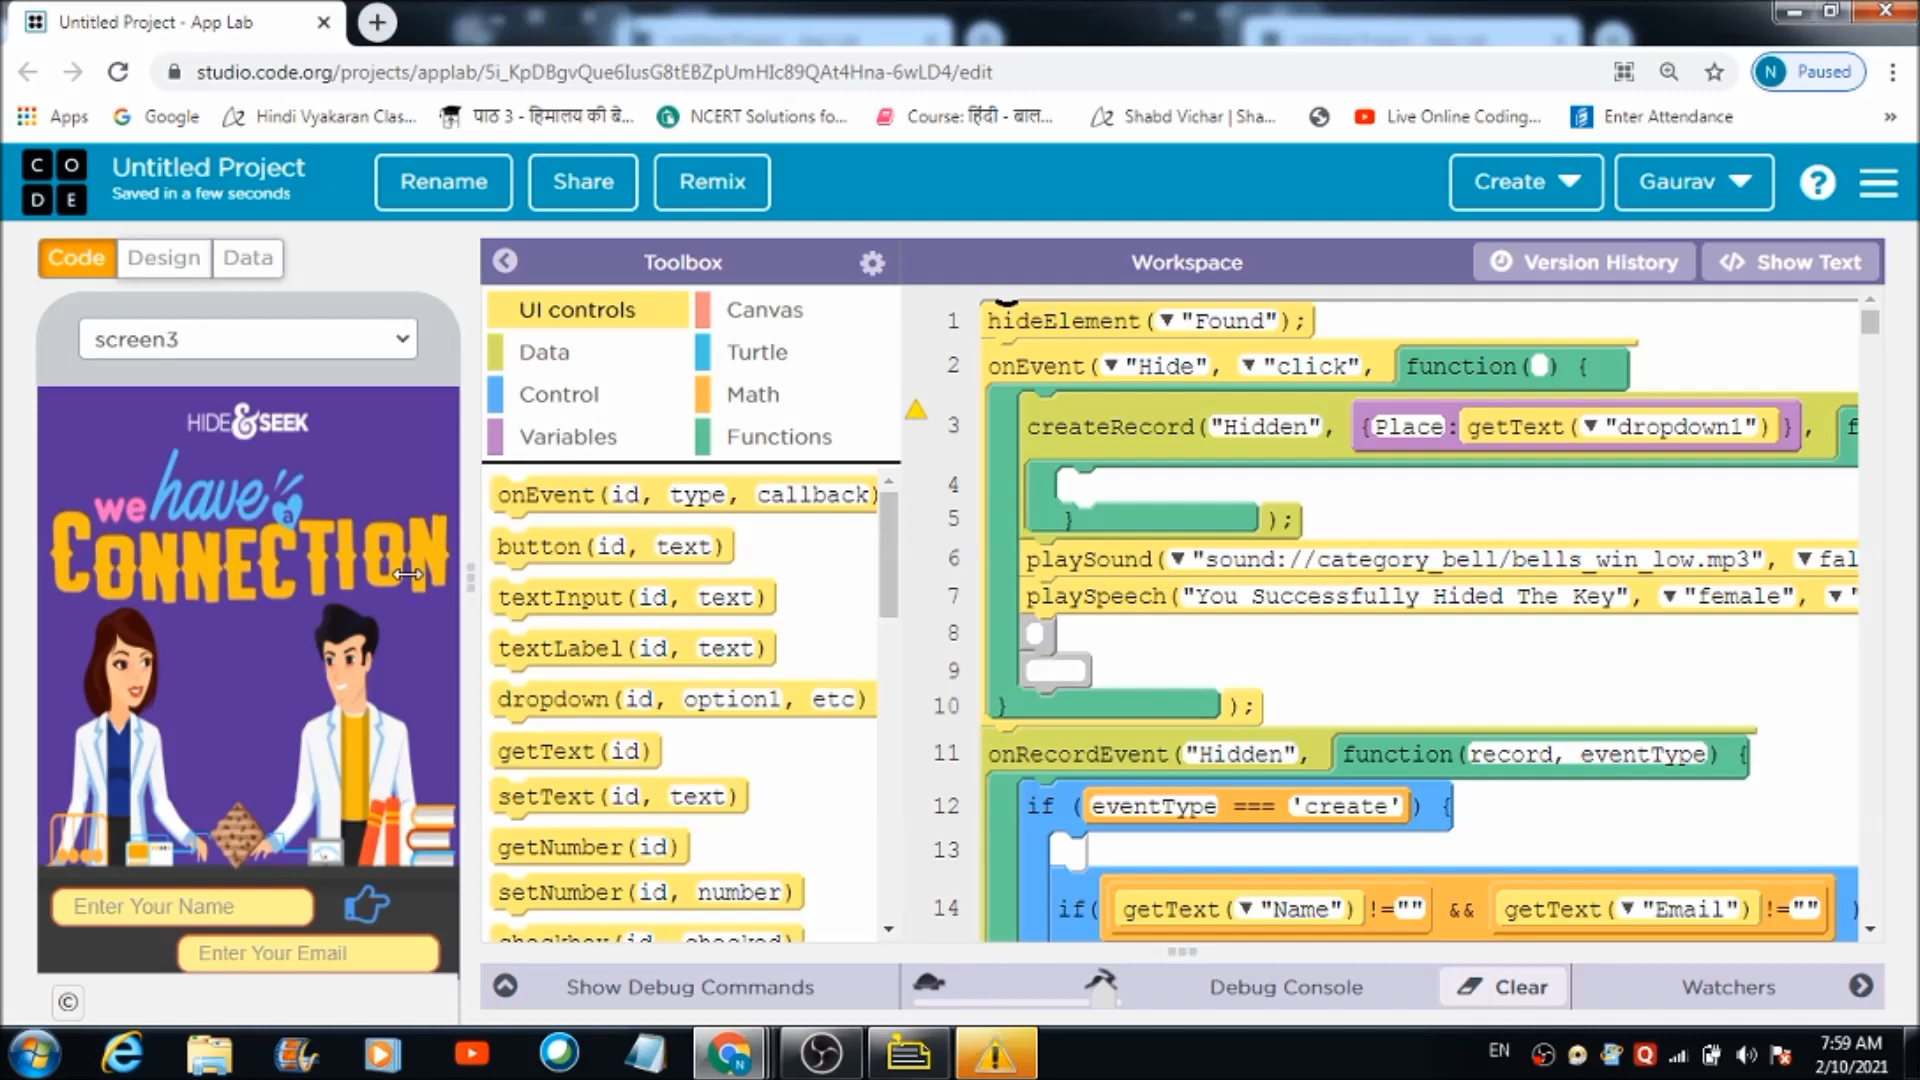 Untitled Project - App Lab
studio.code.org/projects/applab/5i_KpDBgvQue6IusG8tEBZpUmHIc89QAt4Hna-6wLD4/edit
N Paused
Apps Google Hindi Vyakaran Clas... पाठ 3 - हिमालय की बे... NCERT Solutions fo... Course: हिंदी - बाल... Shabd Vichar | Sha... Live Online Coding... Enter Attendance »
C O D E
Untitled Project
Saved in a few seconds
Rename Share Remix Create Gaurav ?
Code Design Data
Toolbox
Workspace
Version History
Show Text
screen3
HIDE & SEEK
we have a
CONNECTION
Enter Your Name
Enter Your Email
©
UI controls Canvas
Data Turtle
Control Math
Variables Functions
onEvent(id, type, callback)
button(id, text)
textInput(id, text)
textLabel(id, text)
dropdown(id, option1, etc)
getText(id)
setText(id, text)
getNumber(id)
setNumber(id, number)
checkbox(id, checked)
1 hideElement(▼"Found");
2 onEvent(▼"Hide", ▼"click", function( ) {
3 createRecord("Hidden", {Place:getText(▼"dropdown1")}, f
4
5 } );
6 playSound(▼"sound://category_bell/bells_win_low.mp3", ▼fal
7 playSpeech("You Successfully Hided The Key", ▼"female", ▼"
8
9
10 } );
11 onRecordEvent("Hidden", function(record, eventType) {
12 if (eventType === 'create') {
13
14 if( getText(▼"Name") !="" && getText(▼"Email") !="" )
Show Debug Commands
Debug Console
Clear
Watchers
EN
7:59 AM
2/10/2021